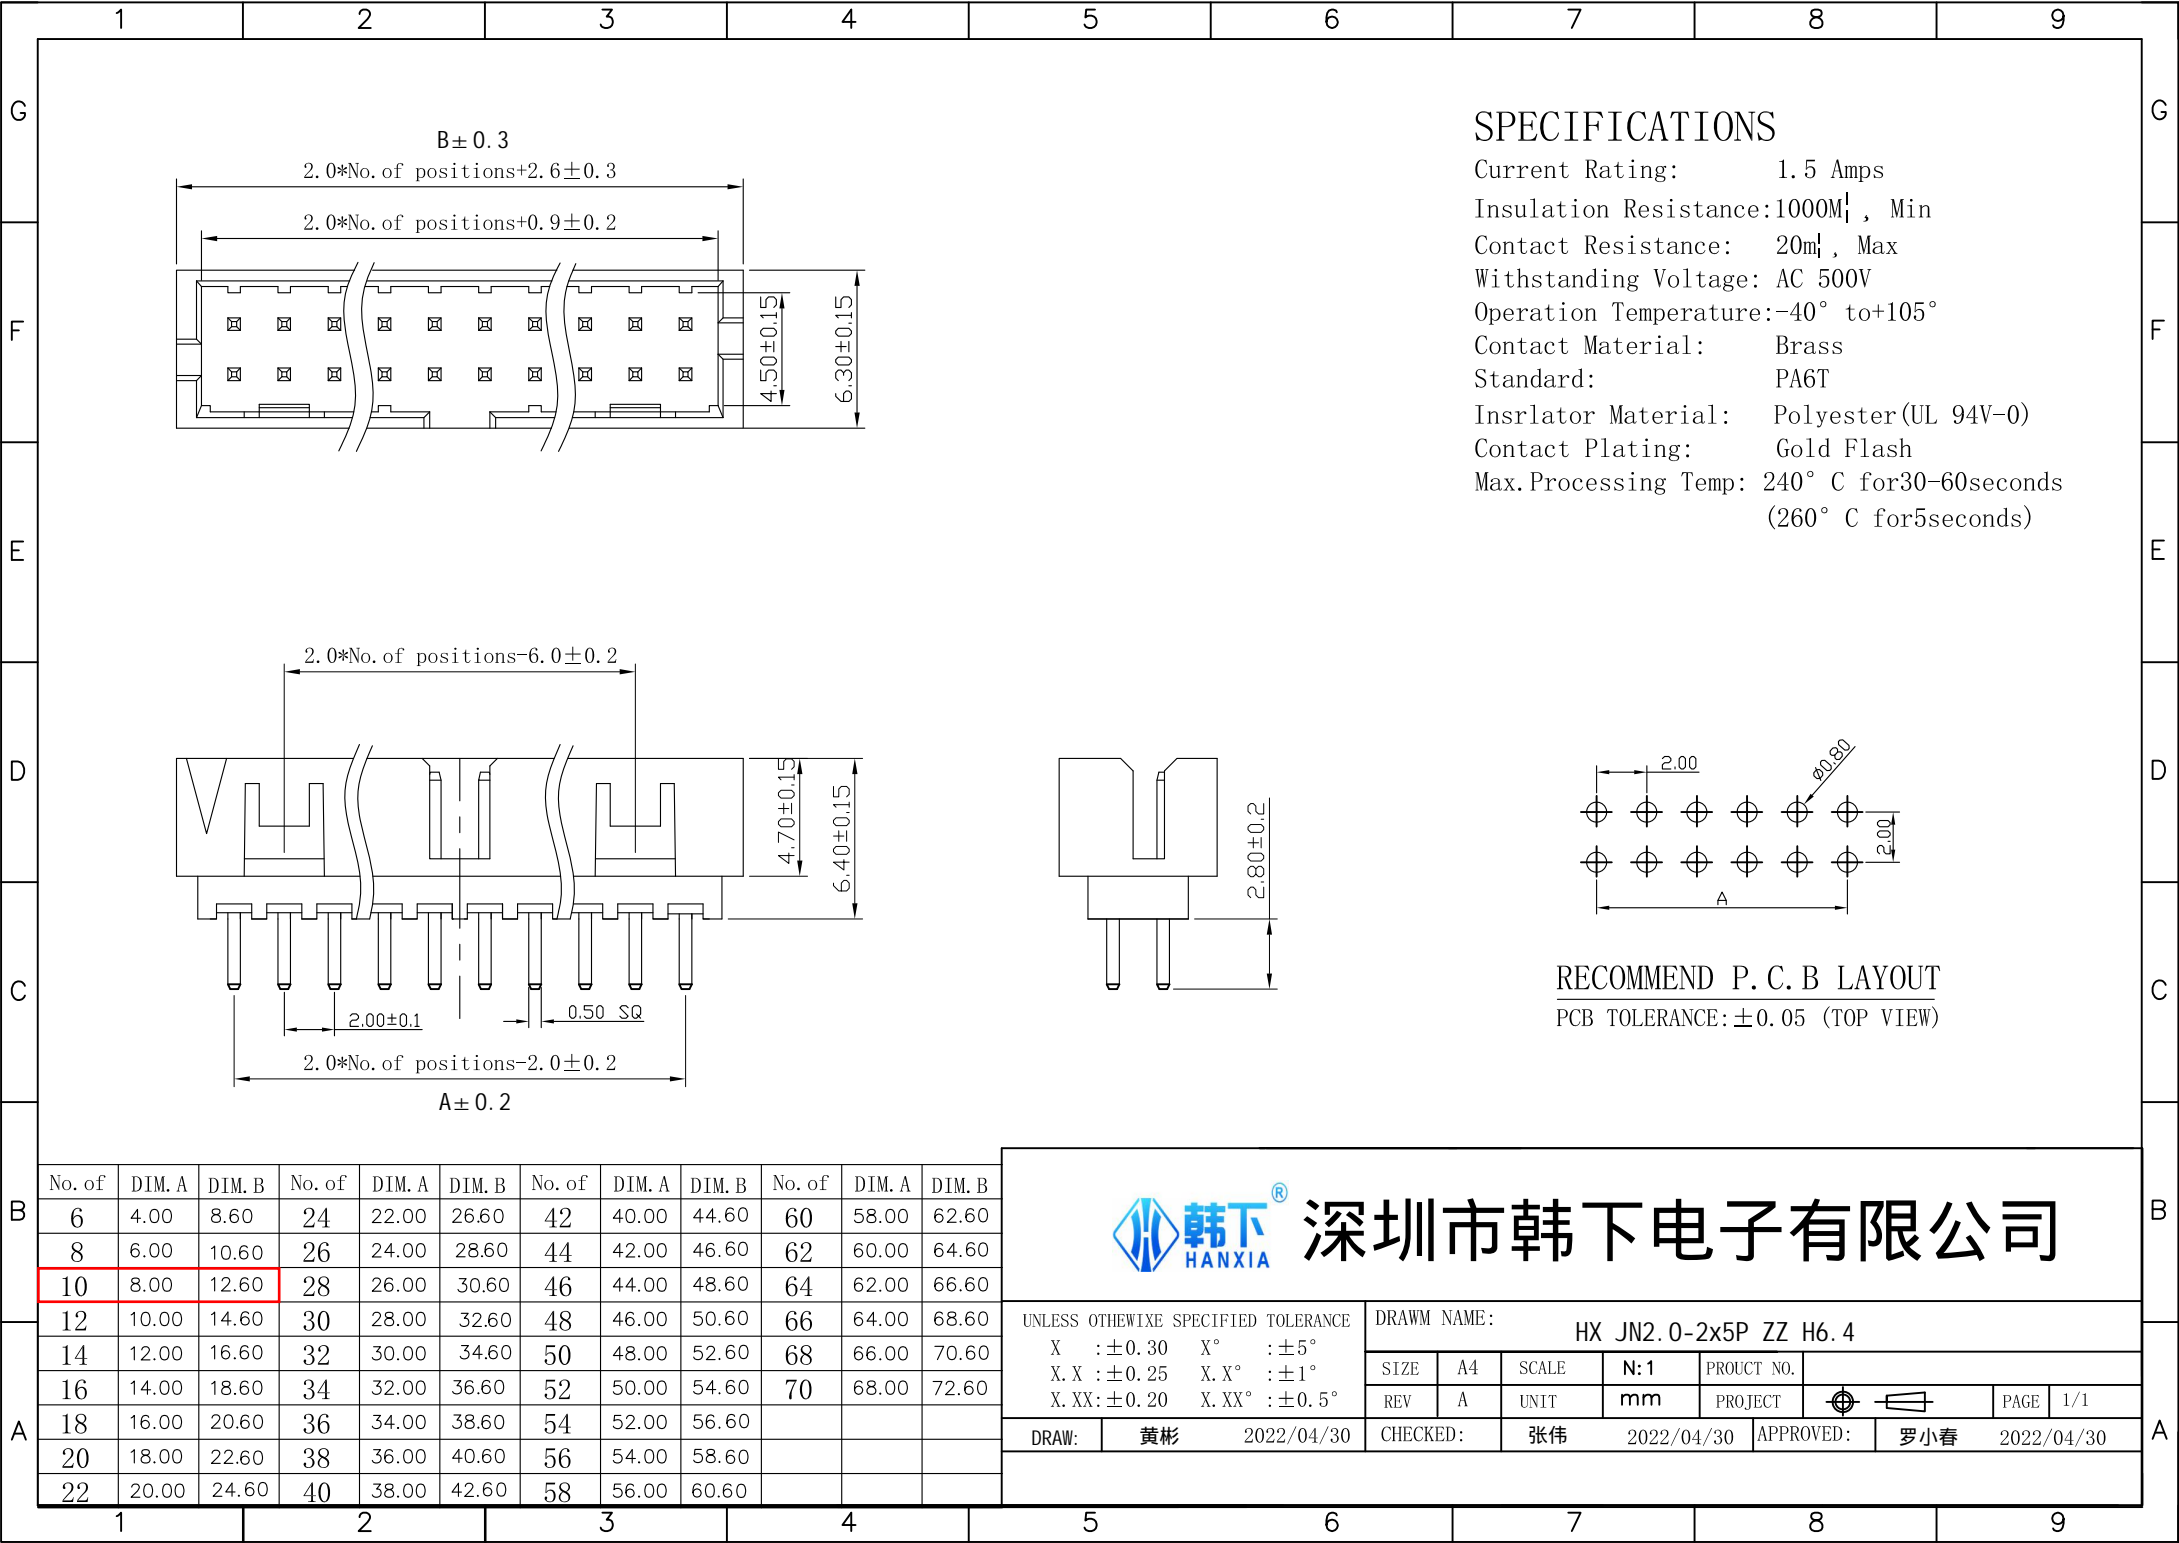 1 2 3 4 5 6 7 8 9
G G
F F
E E
D D
C C
B B
A A
B±0.3
2.0*No.of positions+2.6±0.3
2.0*No.of positions+0.9±0.2
4.50±0.15
6.30±0.15
SPECIFICATIONS
Current Rating: 1.5 Amps
Insulation Resistance:1000M¦, Min
Contact Resistance: 20m¦, Max
Withstanding Voltage: AC 500V
Operation Temperature:-40° to+105°
Contact Material: Brass
Standard: PA6T
Insrlator Material: Polyester(UL 94V-0)
Contact Plating: Gold Flash
Max.Processing Temp: 240° C for30-60seconds
(260° C for5seconds)
2.0*No.of positions-6.0±0.2
4.70±0.15
6.40±0.15
2.00±0.1
0.50 SQ
2.0*No.of positions-2.0±0.2
A±0.2
2.80±0.2
2.00
ø0.80
2.00
A
RECOMMEND P.C.B LAYOUT
PCB TOLERANCE:±0.05 (TOP VIEW)
No.of DIM.A DIM.B No.of DIM.A DIM.B No.of DIM.A DIM.B No.of DIM.A DIM.B
6 4.00 8.60 24 22.00 26.60 42 40.00 44.60 60 58.00 62.60
8 6.00 10.60 26 24.00 28.60 44 42.00 46.60 62 60.00 64.60
10 8.00 12.60 28 26.00 30.60 46 44.00 48.60 64 62.00 66.60
12 10.00 14.60 30 28.00 32.60 48 46.00 50.60 66 64.00 68.60
14 12.00 16.60 32 30.00 34.60 50 48.00 52.60 68 66.00 70.60
16 14.00 18.60 34 32.00 36.60 52 50.00 54.60 70 68.00 72.60
18 16.00 20.60 36 34.00 38.60 54 52.00 56.60
20 18.00 22.60 38 36.00 40.60 56 54.00 58.60
22 20.00 24.60 40 38.00 42.60 58 56.00 60.60
韩下® HANXIA 深圳市韩下电子有限公司
UNLESS OTHEWIXE SPECIFIED TOLERANCE
X :±0.30 X° :±5°
X.X :±0.25 X.X° :±1°
X.XX:±0.20 X.XX° :±0.5°
DRAWM NAME:
HX JN2.0-2x5P ZZ H6.4
SIZE A4 SCALE N:1 PROUCT NO.
REV A UNIT mm PROJECT PAGE 1/1
DRAW: 黄彬 2022/04/30 CHECKED: 张伟 2022/04/30 APPROVED: 罗小春 2022/04/30
1 2 3 4 5 6 7 8 9